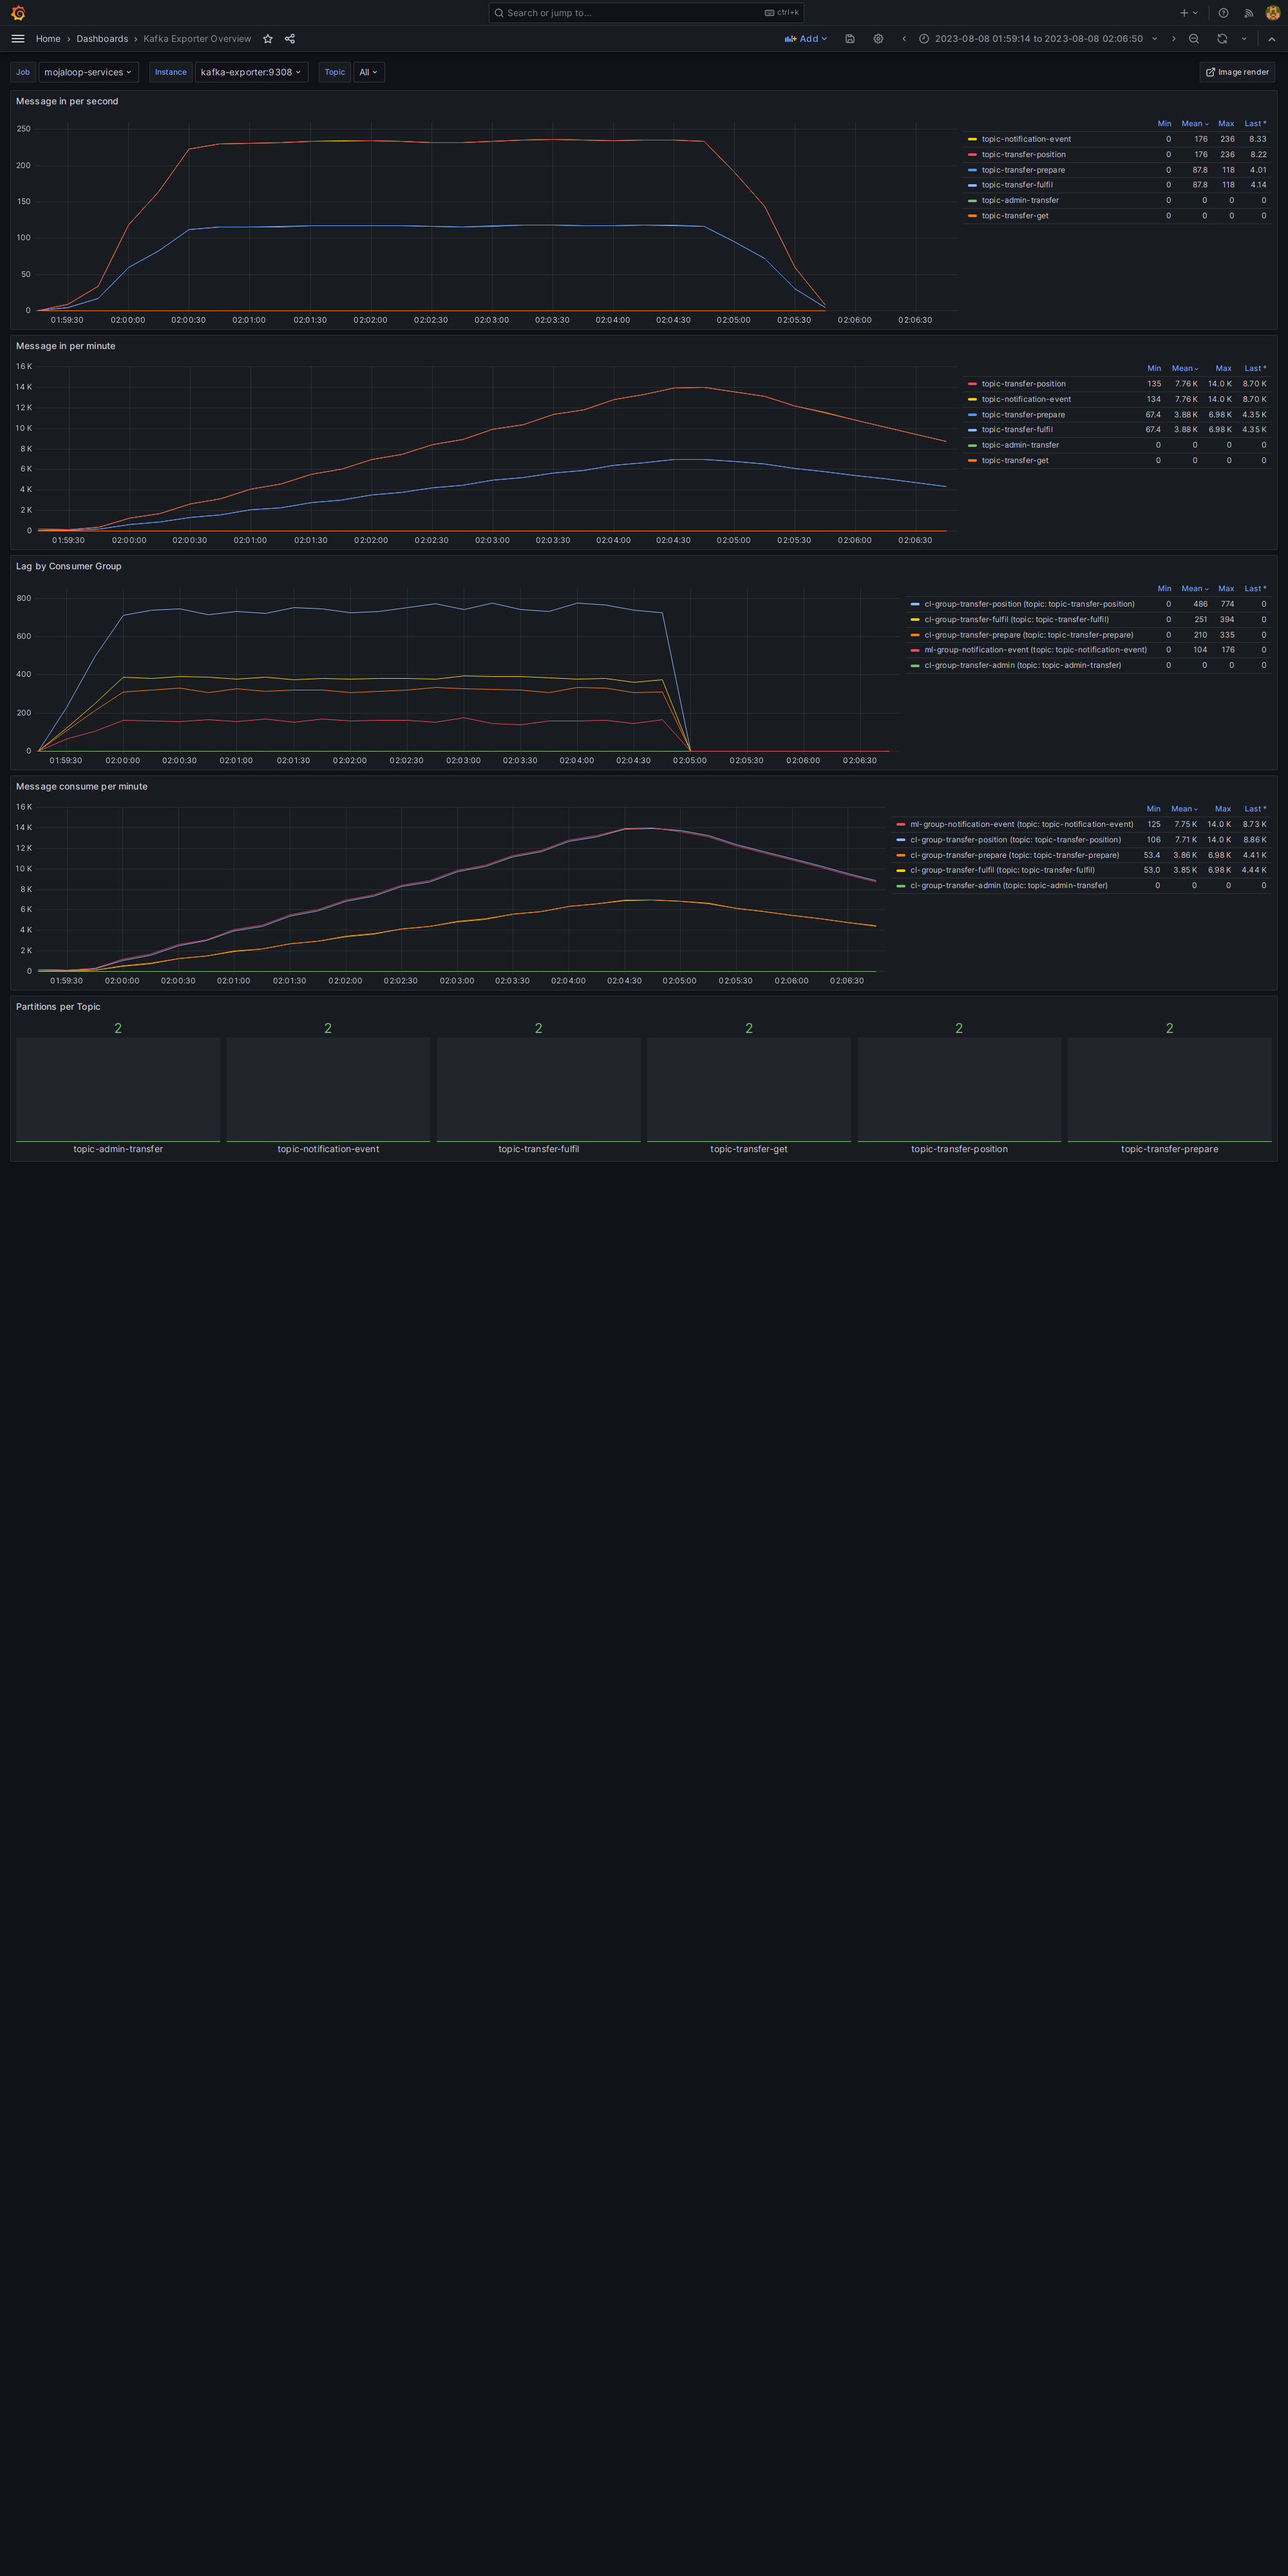 Search or jump to...
ctrl+k
Home › Dashboards › Kafka Exporter Overview
Add
2023-08-08 01:59:14 to 2023-08-08 02:06:50
Job mojaloop-services Instance kafka-exporter:9308 Topic All
Image render
Message in per second
250
200
150
100
50
0
01:59:30 02:00:00 02:00:30 02:01:00 02:01:30 02:02:00 02:02:30 02:03:00 02:03:30 02:04:00 02:04:30 02:05:00 02:05:30 02:06:00 02:06:30
Min Mean Max Last *
topic-notification-event 0 176 236 8.33
topic-transfer-position 0 176 236 8.22
topic-transfer-prepare 0 87.8 118 4.01
topic-transfer-fulfil 0 87.8 118 4.14
topic-admin-transfer 0 0 0 0
topic-transfer-get 0 0 0 0
Message in per minute
16 K
14 K
12 K
10 K
8 K
6 K
4 K
2 K
0
01:59:30 02:00:00 02:00:30 02:01:00 02:01:30 02:02:00 02:02:30 02:03:00 02:03:30 02:04:00 02:04:30 02:05:00 02:05:30 02:06:00 02:06:30
Min Mean Max Last *
topic-transfer-position 135 7.76 K 14.0 K 8.70 K
topic-notification-event 134 7.76 K 14.0 K 8.70 K
topic-transfer-prepare 67.4 3.88 K 6.98 K 4.35 K
topic-transfer-fulfil 67.4 3.88 K 6.98 K 4.35 K
topic-admin-transfer 0 0 0 0
topic-transfer-get 0 0 0 0
Lag by Consumer Group
800
600
400
200
0
01:59:30 02:00:00 02:00:30 02:01:00 02:01:30 02:02:00 02:02:30 02:03:00 02:03:30 02:04:00 02:04:30 02:05:00 02:05:30 02:06:00 02:06:30
Min Mean Max Last *
cl-group-transfer-position (topic: topic-transfer-position) 0 486 774 0
cl-group-transfer-fulfil (topic: topic-transfer-fulfil) 0 251 394 0
cl-group-transfer-prepare (topic: topic-transfer-prepare) 0 210 335 0
ml-group-notification-event (topic: topic-notification-event) 0 104 176 0
cl-group-transfer-admin (topic: topic-admin-transfer) 0 0 0 0
Message consume per minute
16 K
14 K
12 K
10 K
8 K
6 K
4 K
2 K
0
01:59:30 02:00:00 02:00:30 02:01:00 02:01:30 02:02:00 02:02:30 02:03:00 02:03:30 02:04:00 02:04:30 02:05:00 02:05:30 02:06:00 02:06:30
Min Mean Max Last *
ml-group-notification-event (topic: topic-notification-event) 125 7.75 K 14.0 K 8.73 K
cl-group-transfer-position (topic: topic-transfer-position) 106 7.71 K 14.0 K 8.86 K
cl-group-transfer-prepare (topic: topic-transfer-prepare) 53.4 3.86 K 6.98 K 4.41 K
cl-group-transfer-fulfil (topic: topic-transfer-fulfil) 53.0 3.85 K 6.98 K 4.44 K
cl-group-transfer-admin (topic: topic-admin-transfer) 0 0 0 0
Partitions per Topic
2 2 2 2 2 2
topic-admin-transfer topic-notification-event topic-transfer-fulfil topic-transfer-get topic-transfer-position topic-transfer-prepare